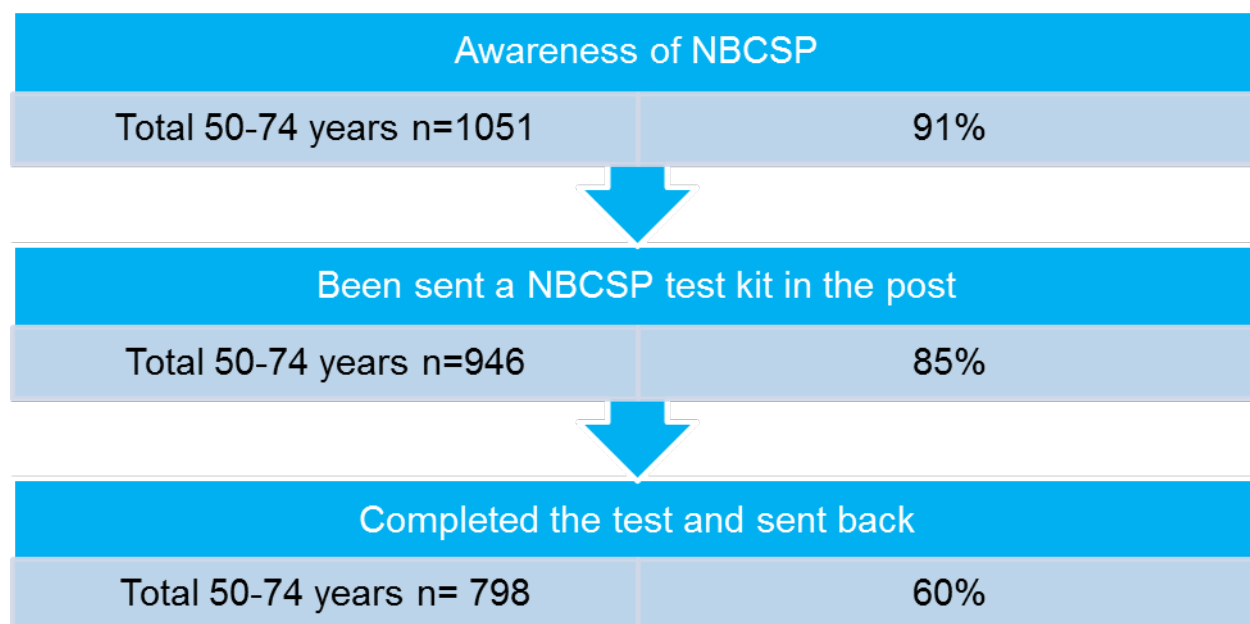 Awareness of NBCSP
Total 50-74 years n=1051 91%
Been sent a NBCSP test kit in the post
Total 50-74 years n=946 85%
Completed the test and sent back
Total 50-74 years n= 798 60%